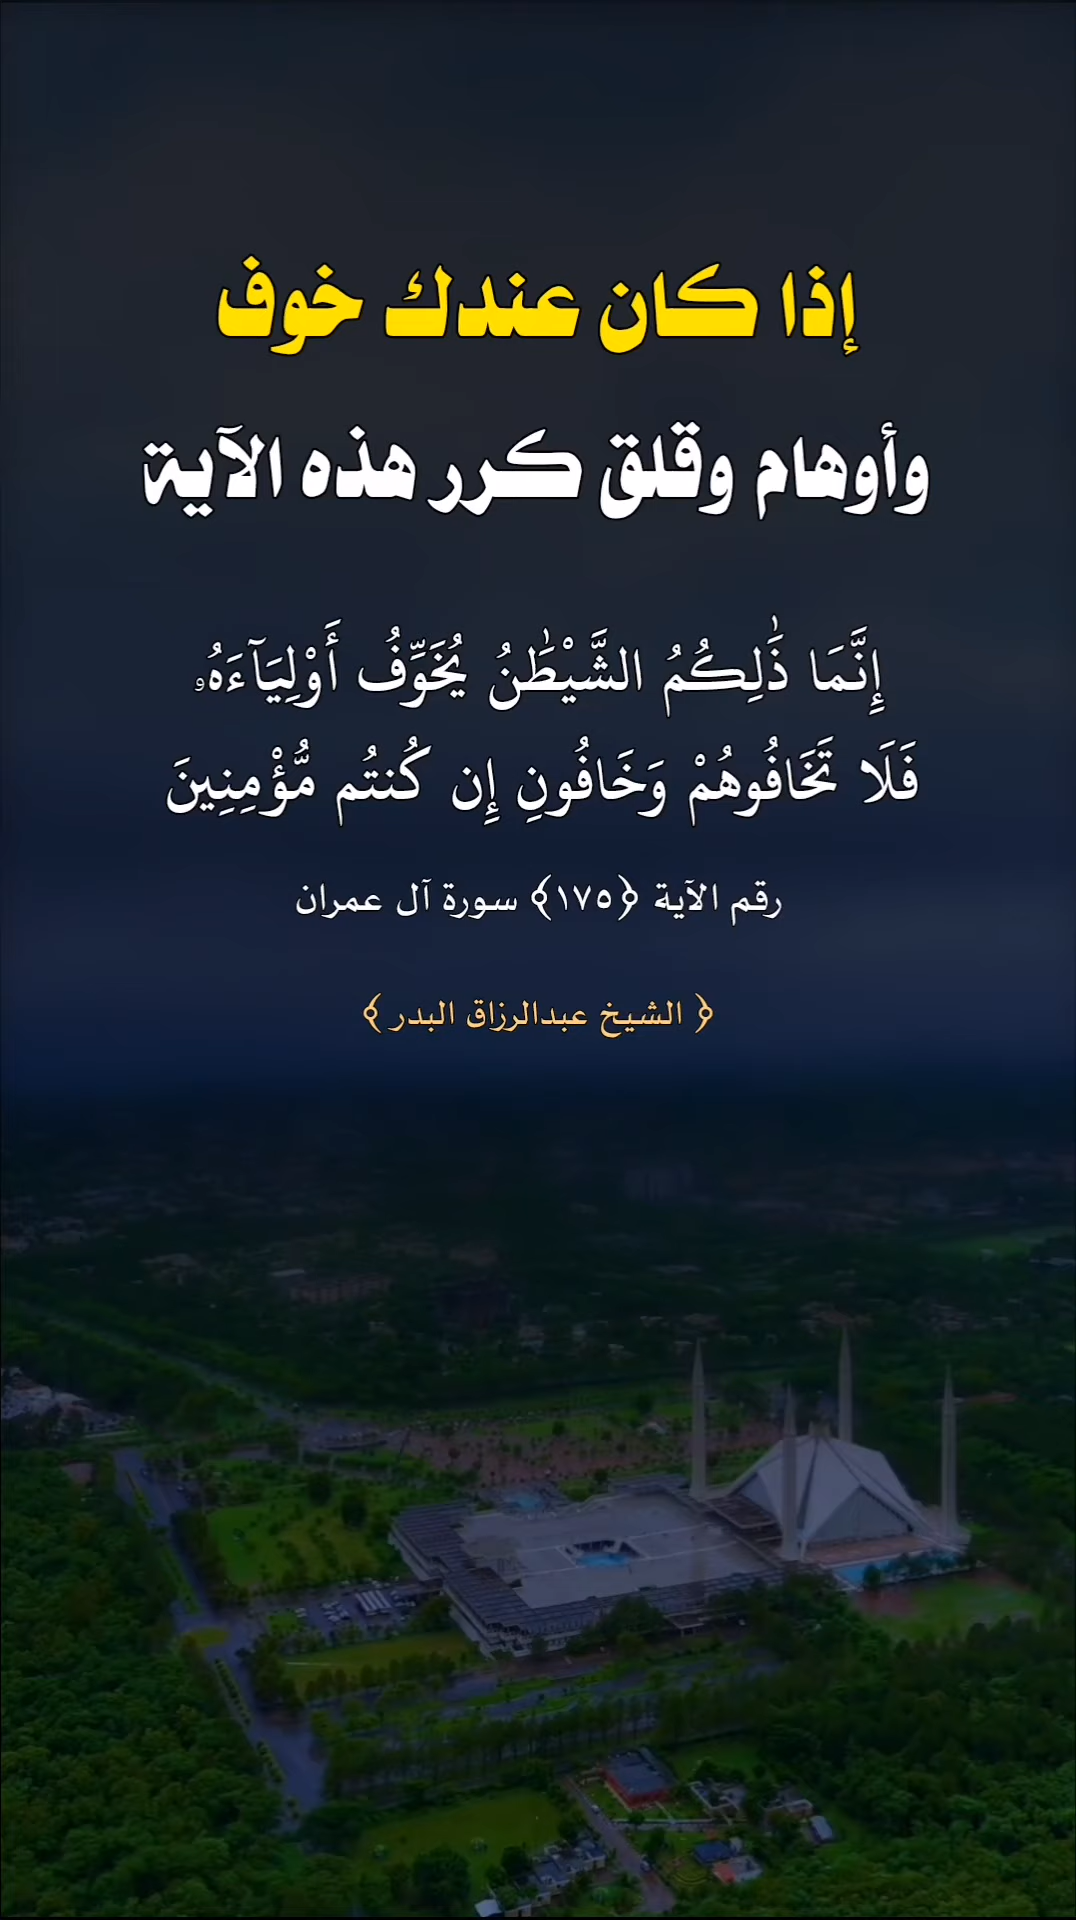 إذا كان عندك خوف
وأوهام وقلق كرر هذه الآية
إِنَّمَا ذَٰلِكُمُ الشَّيْطَٰنُ يُخَوِّفُ أَوْلِيَآءَهُۥ
فَلَا تَخَافُوهُمْ وَخَافُونِ إِن كُنتُم مُّؤْمِنِينَ
رقم الآية ﴿١٧٥﴾ سورة آل عمران
﴿ الشيخ عبدالرزاق البدر ﴾